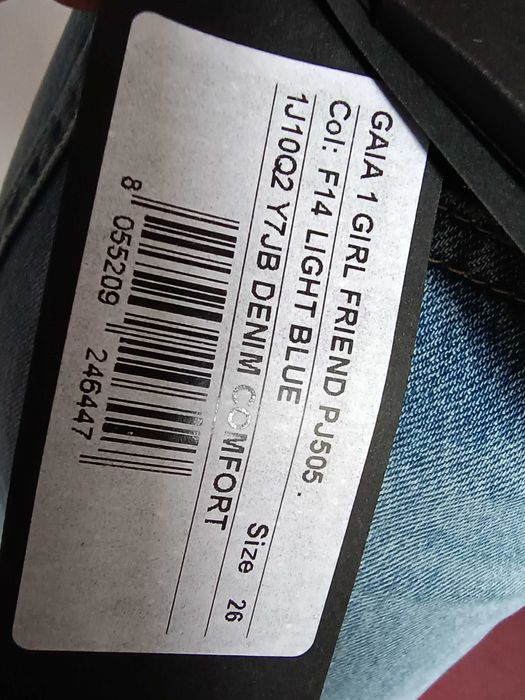 GAIA 1 GIRL FRIEND PJ505 .
Col: F14 LIGHT BLUE
1J10Q2 Y7JB DENIM COMFORT
Size 26
8 055209 246447